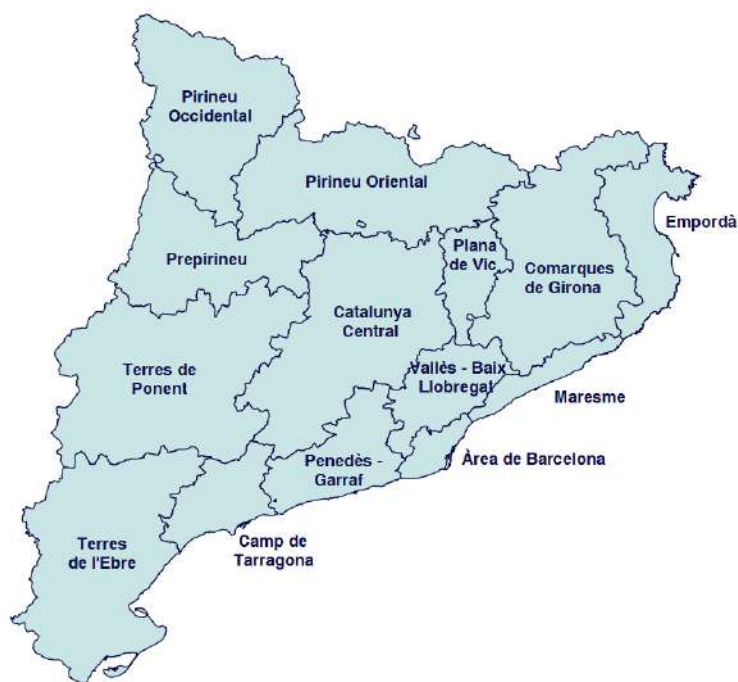 Pirineu
Occidental
Pirineu Oriental
Empordà
Prepirineu
Plana
de Vic
Comarques
de Girona
Catalunya
Central
Terres de
Ponent
Vallès - Baix
Llobregat
Maresme
Penedès -
Garraf
Àrea de Barcelona
Camp de
Tarragona
Terres
de l'Ebre